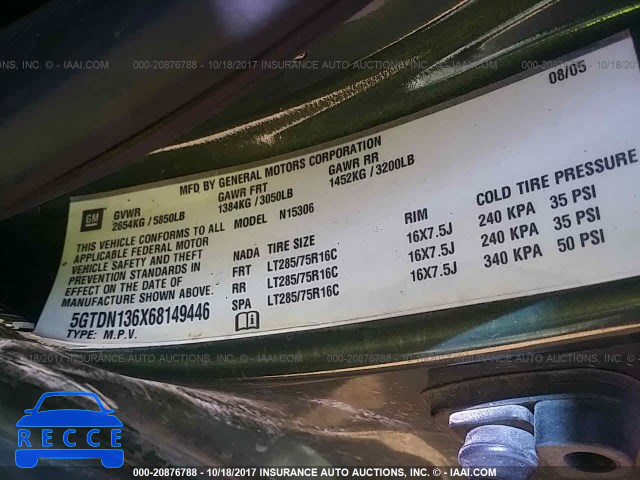 000-20876788 - 10/18/2017 INSURANCE AUTO AUCTIONS, INC. - © IAAI.COM
08/05
MFD BY GENERAL MOTORS CORPORATION
GM
GVWR GAWR FRT GAWR RR
2654KG / 5850LB 1384KG / 3050LB 1452KG / 3200LB
THIS VEHICLE CONFORMS TO ALL
APPLICABLE FEDERAL MOTOR
VEHICLE SAFETY AND THEFT
PREVENTION STANDARDS IN
EFFECT ON THE DATE OF
MANUFACTURE SHOWN ABOVE.
MODEL N15306
NADA TIRE SIZE RIM COLD TIRE PRESSURE
FRT LT285/75R16C 16X7.5J 240 KPA 35 PSI
RR LT285/75R16C 16X7.5J 240 KPA 35 PSI
SPA LT285/75R16C 16X7.5J 340 KPA 50 PSI
5GTDN136X68149446
TYPE: M.P.V.
RECCE
000-20876788 - 10/18/2017 INSURANCE AUTO AUCTIONS, INC. - © IAAI.COM